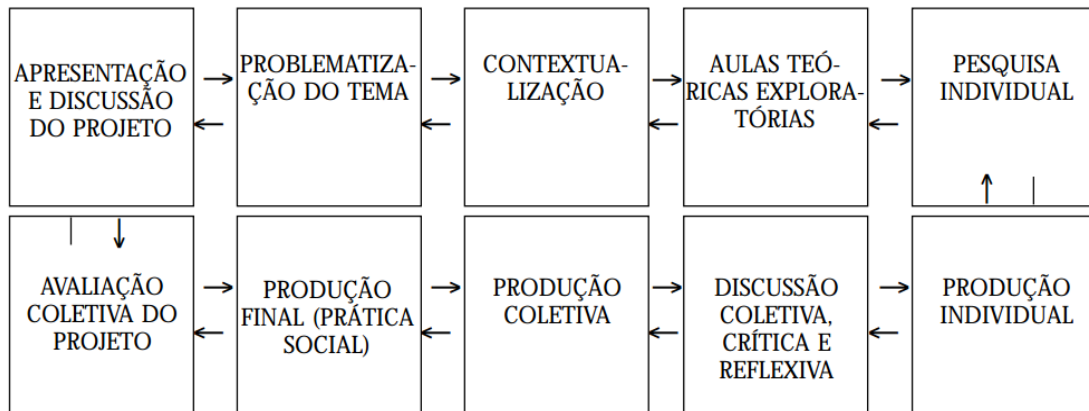 APRESENTAÇÃO
E DISCUSSÃO
DO PROJETO
PROBLEMATIZA-
ÇÃO DO TEMA
CONTEXTUA-
LIZAÇÃO
AULAS TEÓ-
RICAS EXPLORA-
TÓRIAS
PESQUISA
INDIVIDUAL
AVALIAÇÃO
COLETIVA DO
PROJETO
PRODUÇÃO
FINAL (PRÁTICA
SOCIAL)
PRODUÇÃO
COLETIVA
DISCUSSÃO
COLETIVA,
CRÍTICA E
REFLEXIVA
PRODUÇÃO
INDIVIDUAL